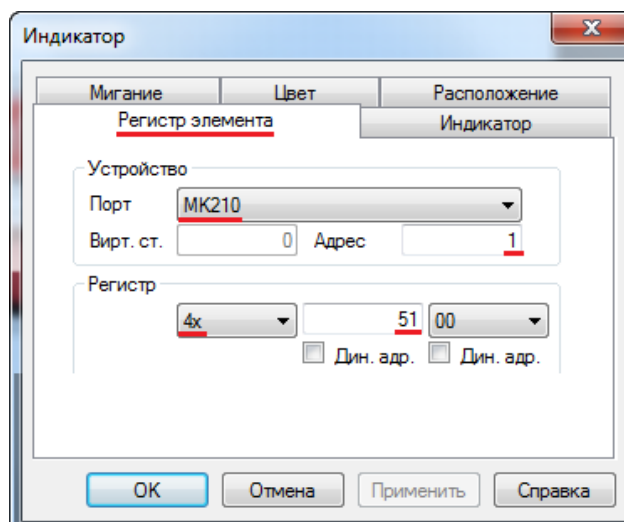 Индикатор
Мигание Цвет Расположение
Регистр элемента Индикатор
Устройство
Порт МК210
Вирт. ст. 0 Адрес 1
Регистр
4x 51 00
Дин. адр. Дин. адр.
OK Отмена Применить Справка